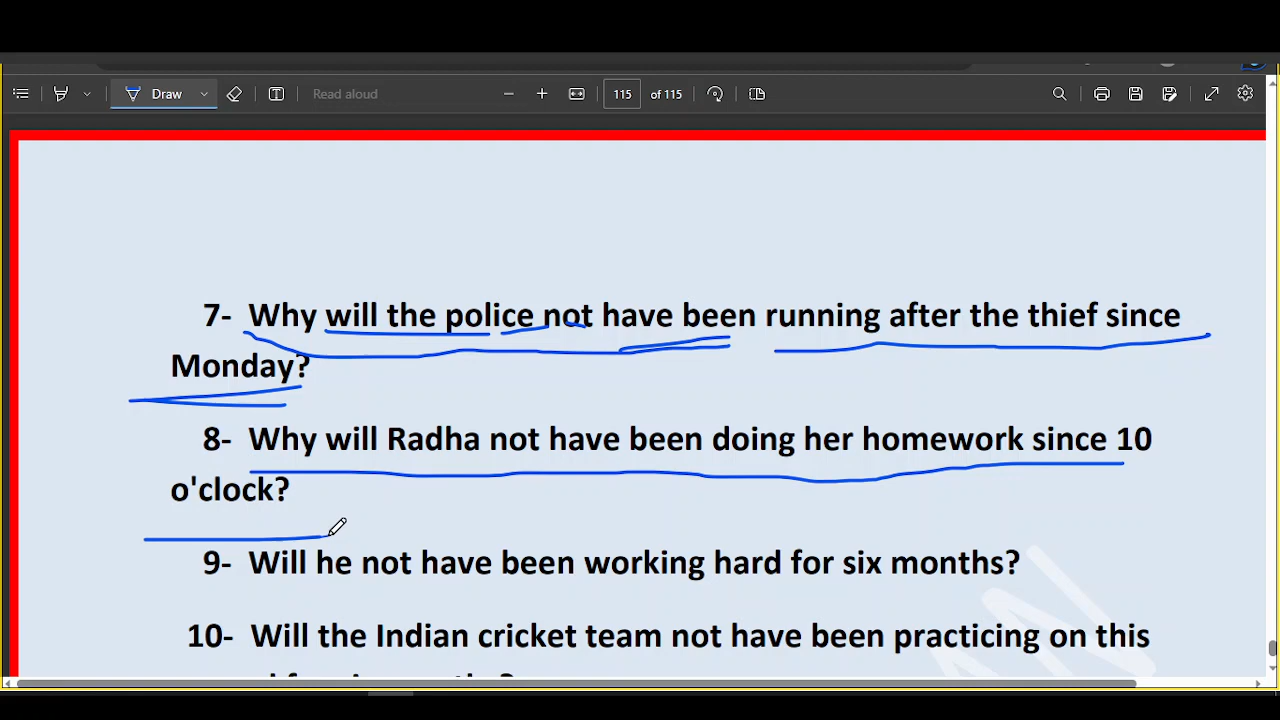 Draw
Read aloud
115
of 115
7- Why will the police not have been running after the thief since
Monday?
8- Why will Radha not have been doing her homework since 10
o'clock?
9- Will he not have been working hard for six months?
10- Will the Indian cricket team not have been practicing on this